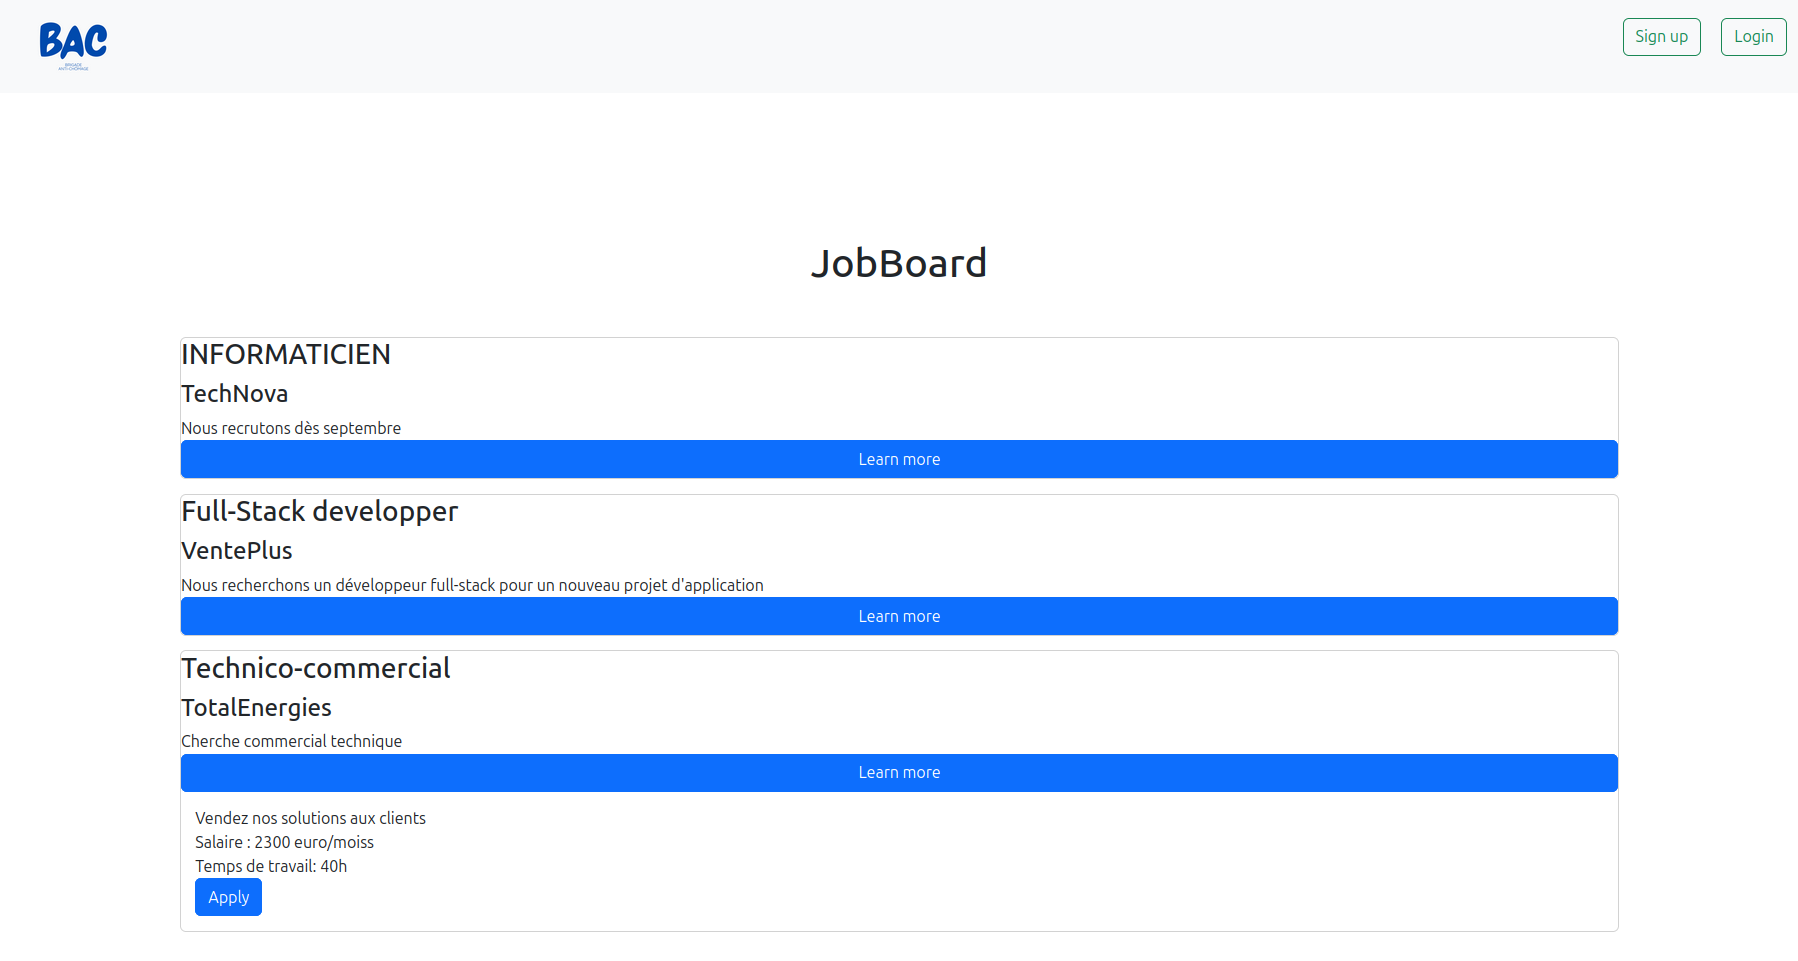 BAC
BRIGADE
ANTI-CHÔMAGE
Sign up
Login
JobBoard
INFORMATICIEN
TechNova
Nous recrutons dès septembre
Learn more
Full-Stack developper
VentePlus
Nous recherchons un développeur full-stack pour un nouveau projet d'application
Learn more
Technico-commercial
TotalEnergies
Cherche commercial technique
Learn more
Vendez nos solutions aux clients
Salaire : 2300 euro/moiss
Temps de travail: 40h
Apply